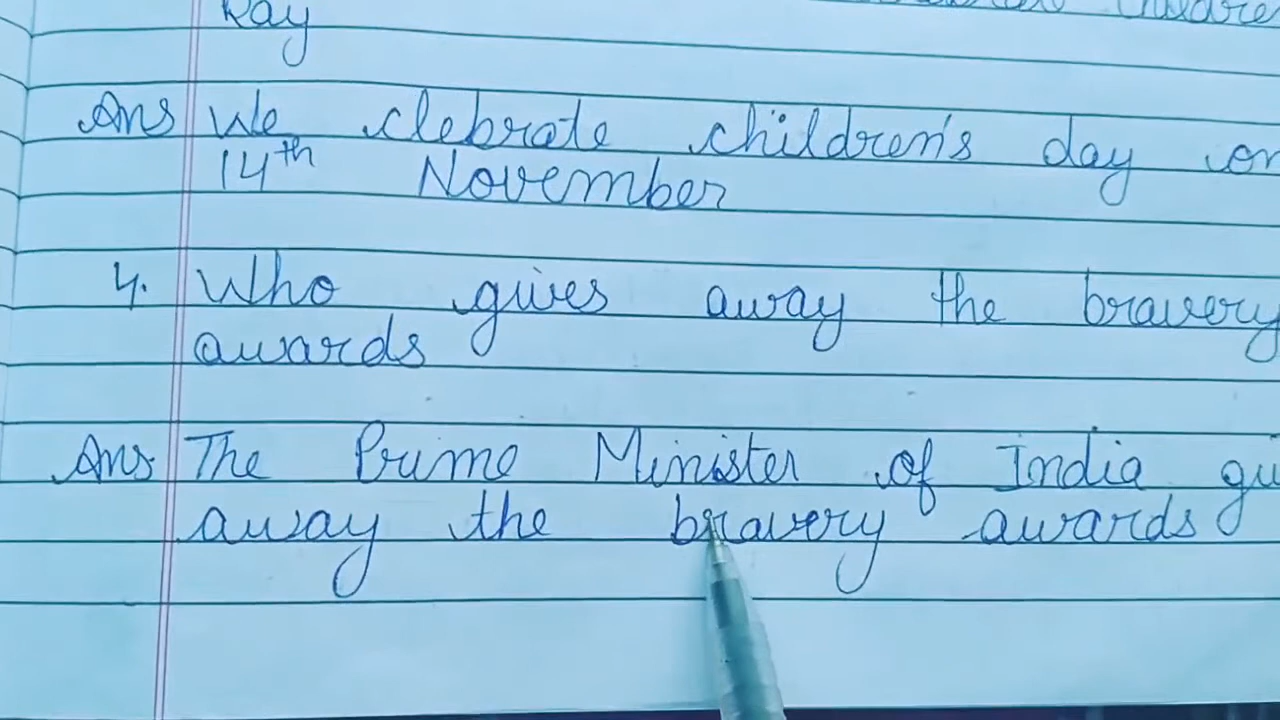 Ray
Ans We clebrate children's day on
14th November
4. Who gives away the bravery
awards
Ans. The Prime Minister of India gi
away the bravery awards